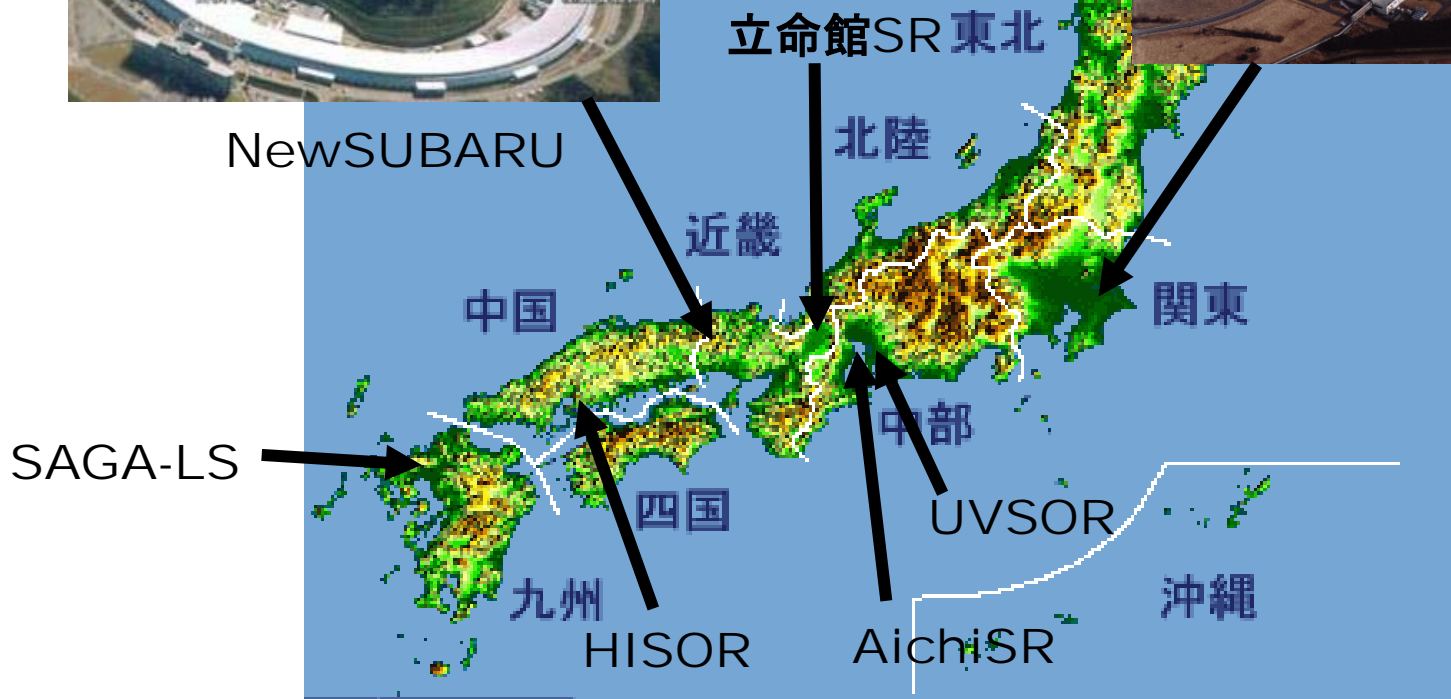 立命館SR
東北
NewSUBARU
北陸
近畿
中国
関東
中部
SAGA-LS
四国
UVSOR
九州
沖縄
HISOR
AichiSR